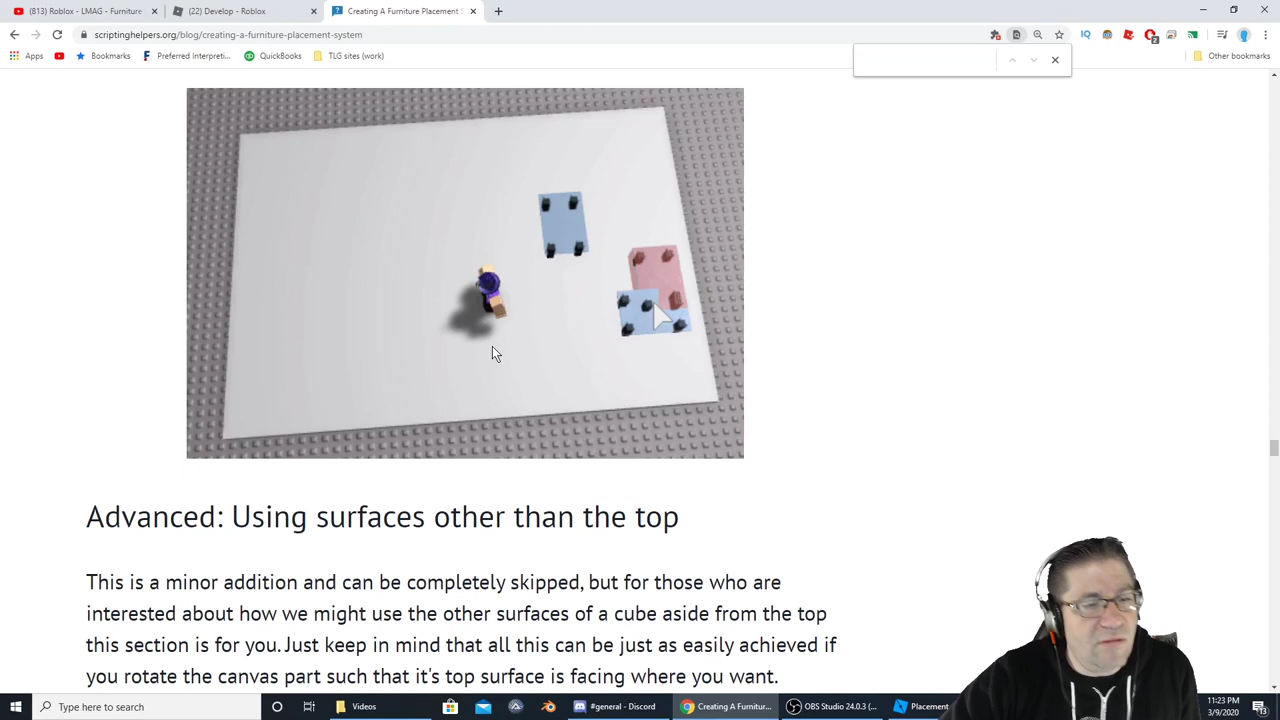 (813) Roblox - LMAG - Furniture
(22) Develop - Roblox
Creating A Furniture Placement S
scriptinghelpers.org/blog/creating-a-furniture-placement-system
Apps
Bookmarks
Preferred Interpreti...
QuickBooks
TLG sites (work)
Other bookmarks
Advanced: Using surfaces other than the top
This is a minor addition and can be completely skipped, but for those who are
interested about how we might use the other surfaces of a cube aside from the top
this section is for you. Just keep in mind that all this can be just as easily achieved if
you rotate the canvas part such that it's top surface is facing where you want.
Type here to search
Videos
#general - Discord
Creating A Furnitur...
OBS Studio 24.0.3 (...
Placement
11:23 PM
3/9/2020